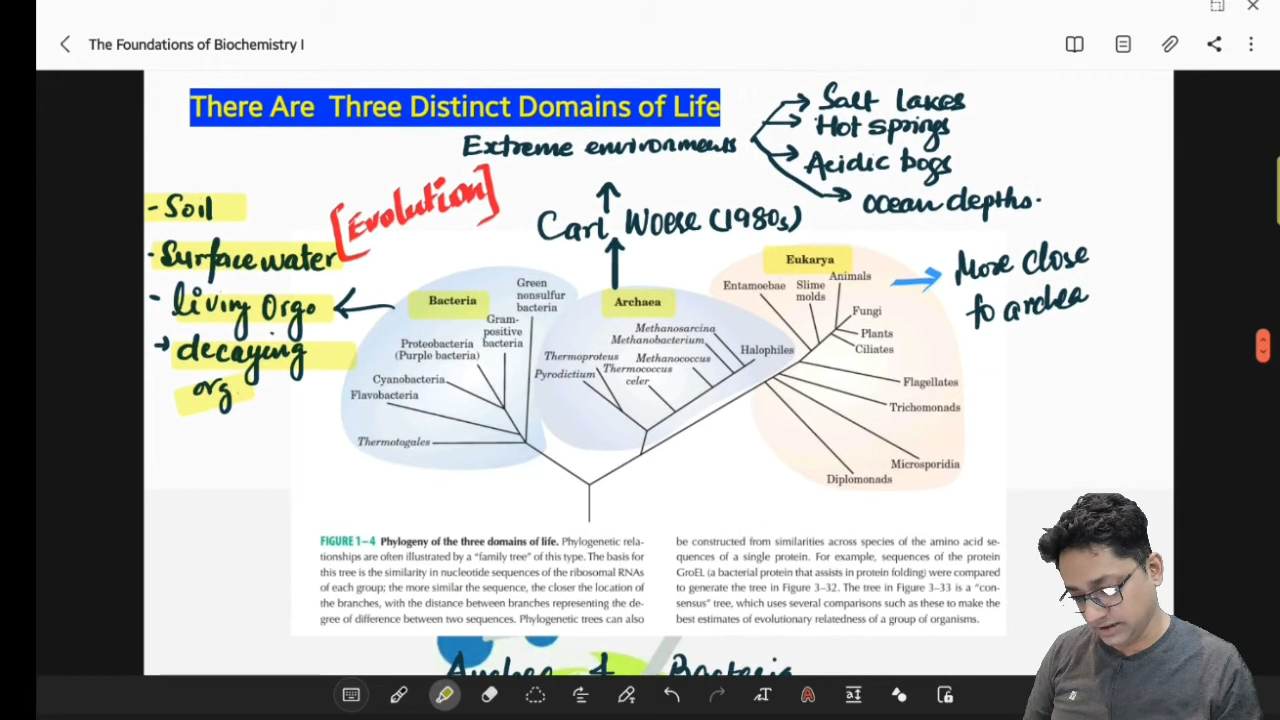 The Foundations of Biochemistry I
There Are Three Distinct Domains of Life
Extreme environments
Salt lakes
Hot springs
Acidic bogs
ocean depths.
[Evolution]
Carl Woese (1980s)
- Soil
- Surface water
- living Orgo
decaying
org
More close
to archea
Bacteria
Green
nonsulfur
bacteria
Gram-
positive
bacteria
Proteobacteria
(Purple bacteria)
Cyanobacteria
Flavobacteria
Thermotogales
Archaea
Methanosarcina
Methanobacterium
Halophiles
Thermoproteus
Methanococcus
Pyrodictium
Thermococcus
celer
Eukarya
Animals
Entamoebae
Slime
molds
Fungi
Plants
Ciliates
Flagellates
Trichomonads
Microsporidia
Diplomonads
FIGURE 1–4 Phylogeny of the three domains of life. Phylogenetic rela-
tionships are often illustrated by a “family tree” of this type. The basis for
this tree is the similarity in nucleotide sequences of the ribosomal RNAs
of each group; the more similar the sequence, the closer the location of
the branches, with the distance between branches representing the de-
gree of difference between two sequences. Phylogenetic trees can also
be constructed from similarities across species of the amino acid se-
quences of a single protein. For example, sequences of the protein
GroEL (a bacterial protein that assists in protein folding) were compared
to generate the tree in Figure 3–32. The tree in Figure 3–33 is a “con-
sensus” tree, which uses several comparisons such as these to make the
best estimates of evolutionary relatedness of a group of organisms.